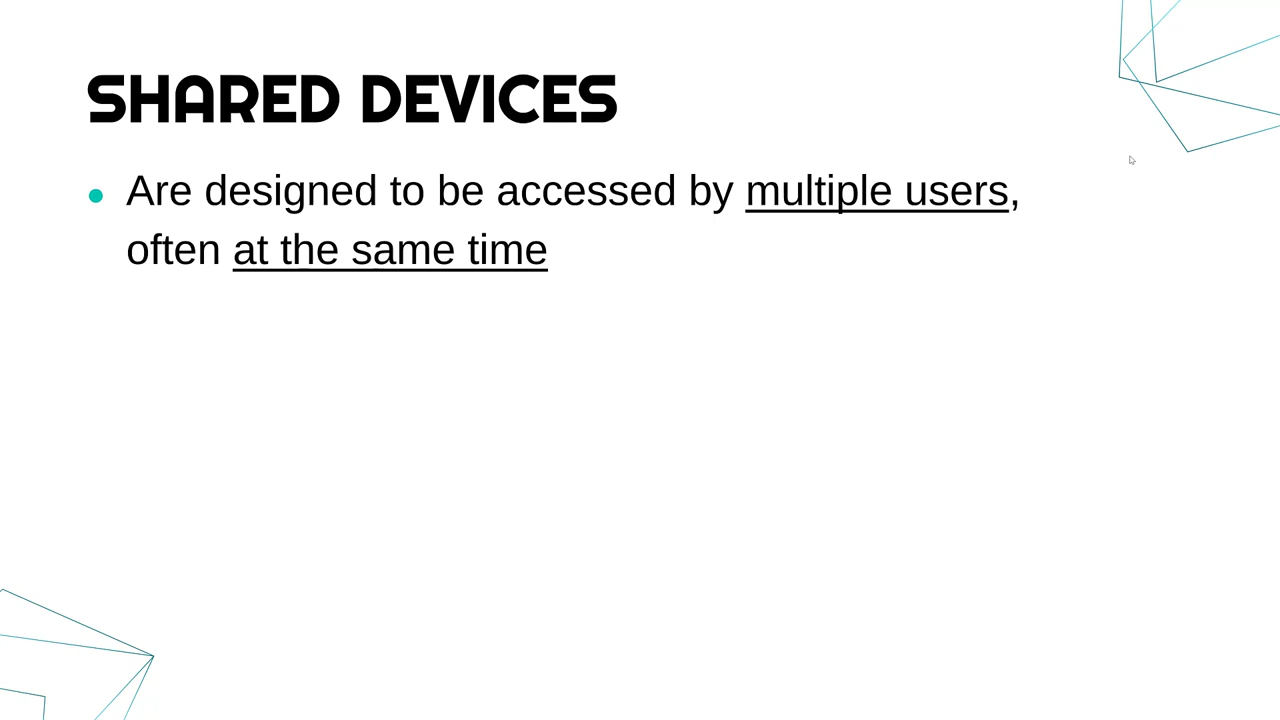 SHARED DEVICES
Are designed to be accessed by multiple users,
often at the same time